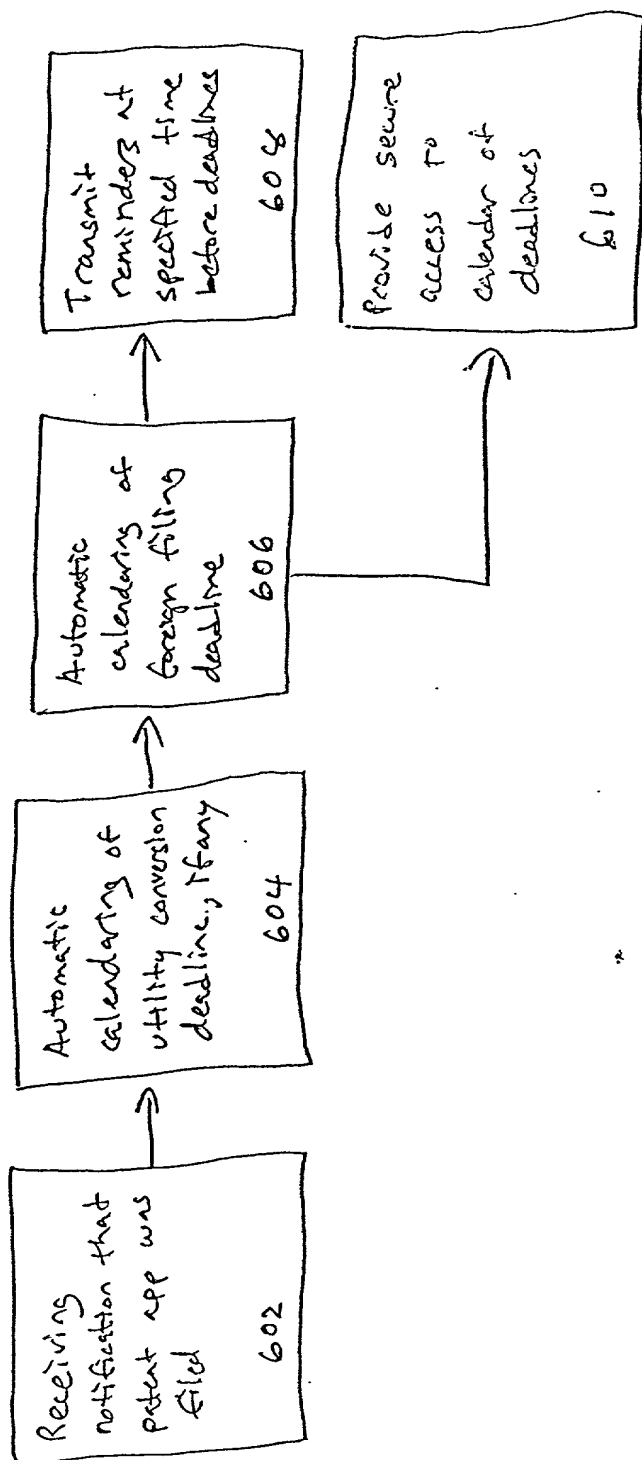 Receiving
notification that
patent app was
filed
602
Automatic
calendaring of
utility conversion
deadline, if any
604
Automatic
calendaring of
foreign filing
deadline
606
Transmit
reminders at
specified time
before deadlines
608
Provide secure
access to
calendar of
deadlines
610